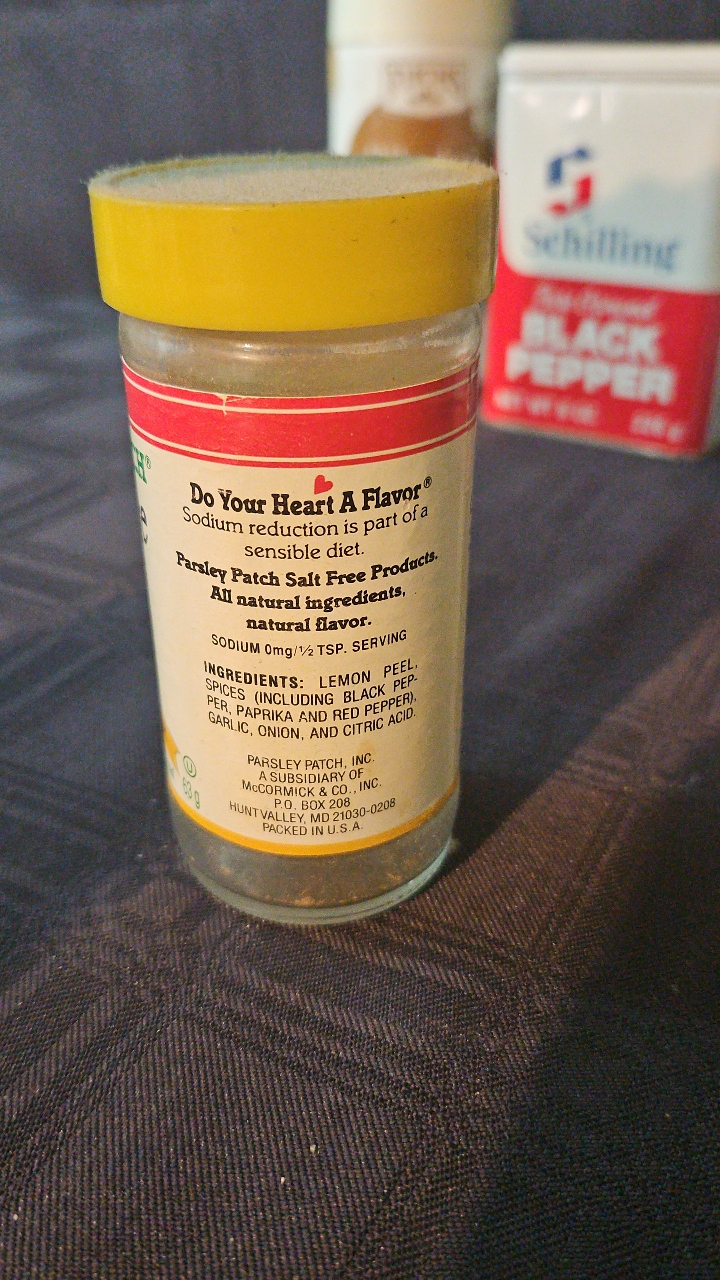 Do Your Heart A Flavor®
Sodium reduction is part of a
sensible diet.
Parsley Patch Salt Free Products.
All natural ingredients,
natural flavor.
SODIUM 0mg/½ TSP. SERVING
INGREDIENTS: LEMON PEEL,
SPICES (INCLUDING BLACK PEP-
PER, PAPRIKA AND RED PEPPER),
GARLIC, ONION, AND CITRIC ACID.
PARSLEY PATCH, INC.
A SUBSIDIARY OF
McCORMICK & CO., INC.
P.O. BOX 208
HUNT VALLEY, MD 21030-0208
PACKED IN U.S.A.
U
63 g
Schilling
BLACK
PEPPER